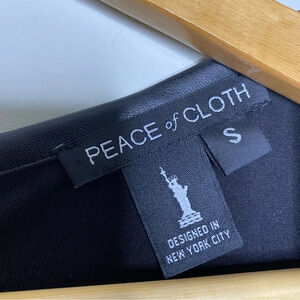 PEACE of CLOTH
S
DESIGNED IN
NEW YORK CITY